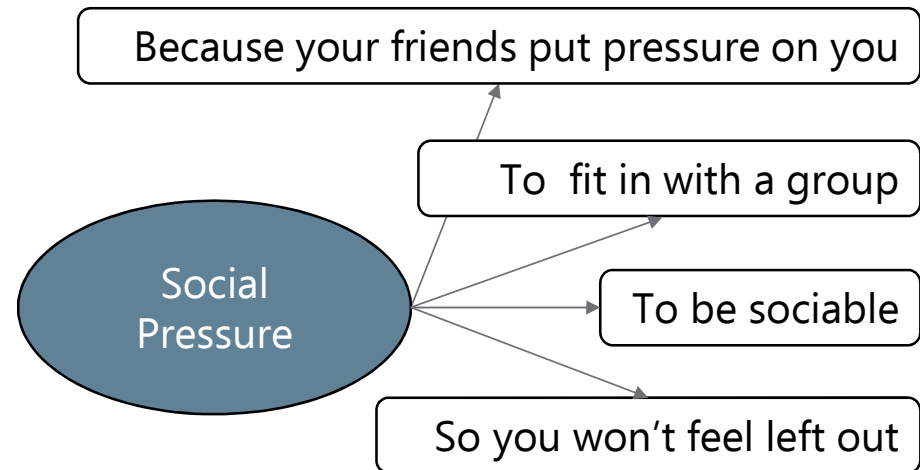 Because your friends put pressure on you
To  fit in with a group
Social
Pressure
To be sociable
So you won’t feel left out